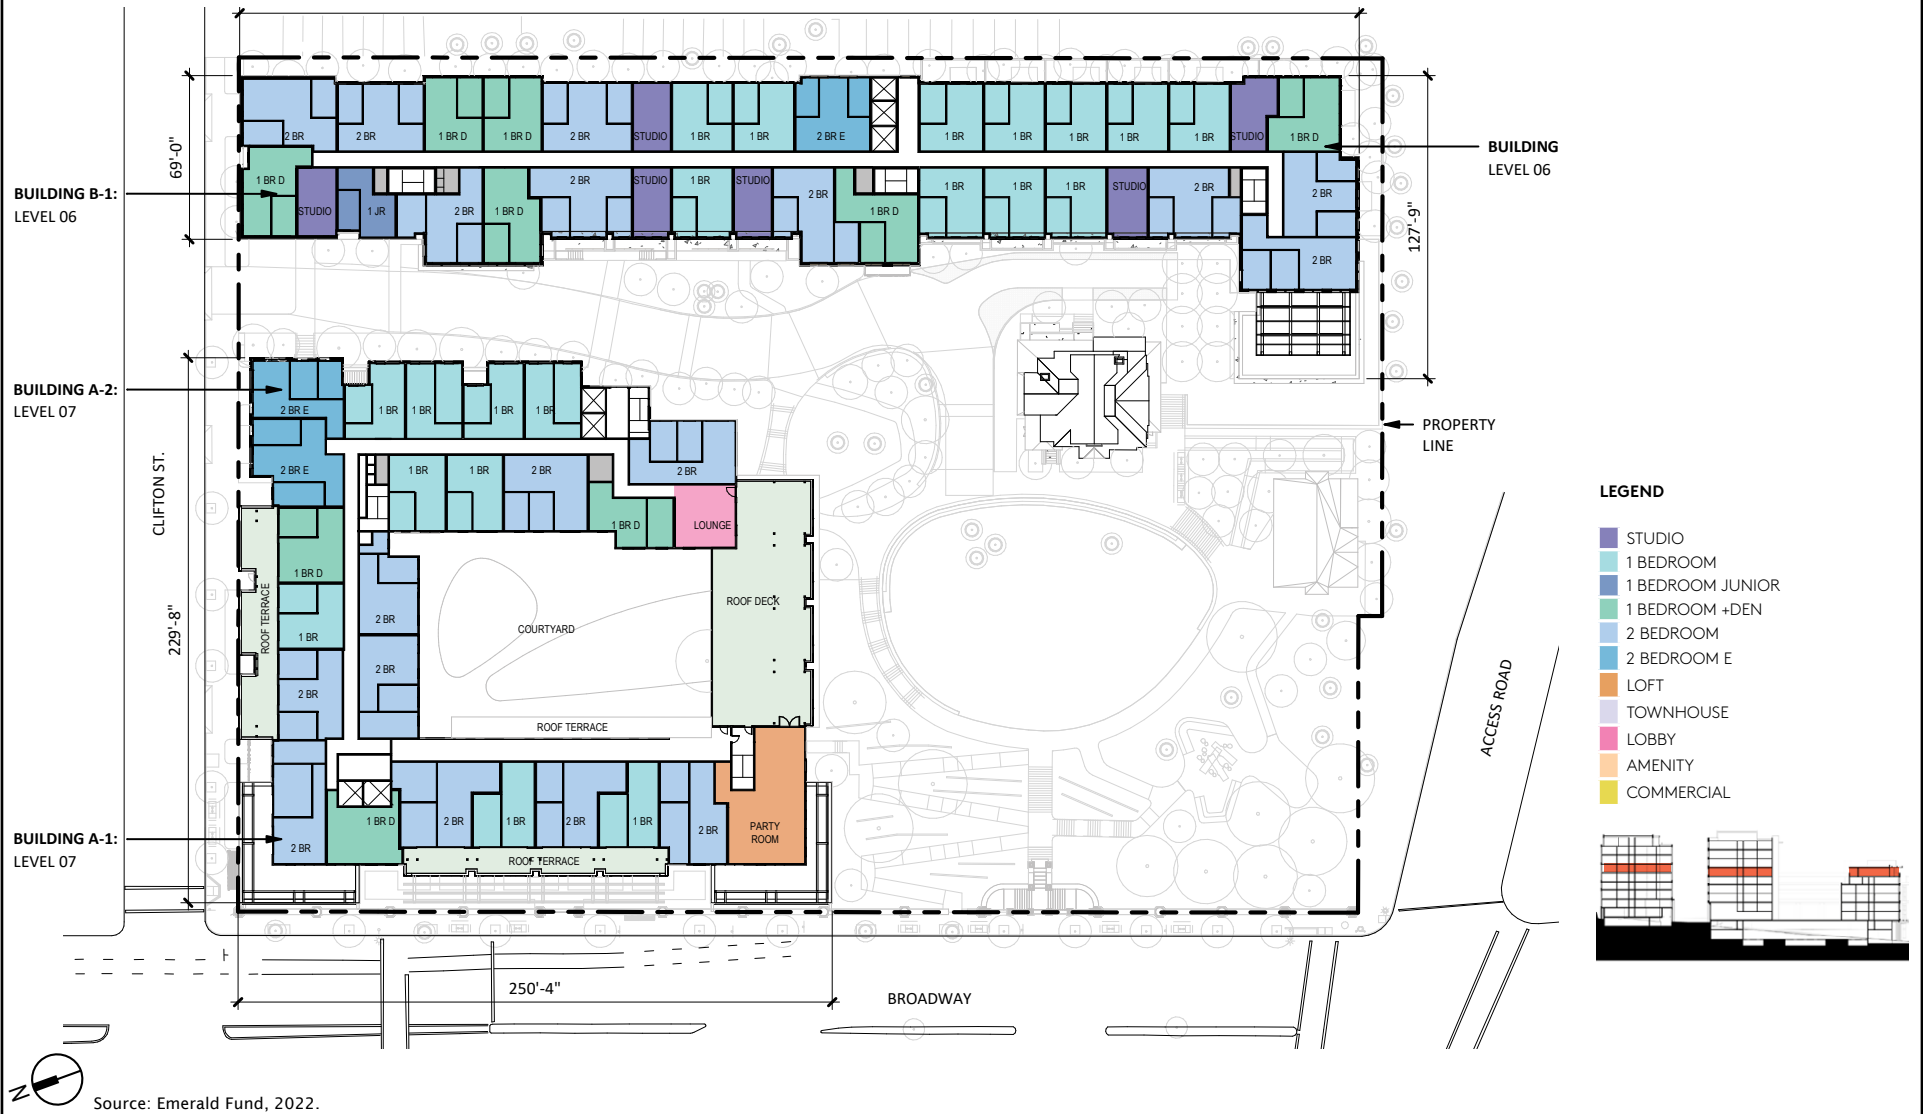 2 BR
2 BR
1 BR D
1 BR D
2 BR
STUDIO
1 BR
1 BR
2 BR E
1 BR
1 BR
1 BR
1 BR
1 BR
STUDIO
1 BR D
69'-0"
BUILDING B-1:
LEVEL 06
1 BR D
STUDIO
1 JR
2 BR
1 BR D
2 BR
STUDIO
1 BR
STUDIO
2 BR
1 BR D
1 BR
1 BR
1 BR
STUDIO
2 BR
2 BR
2 BR
BUILDING
LEVEL 06
127'-9"
BUILDING A-2:
LEVEL 07
2 BR E
1 BR
1 BR
1 BR
1 BR
2 BR E
1 BR
1 BR
2 BR
2 BR
1 BR D
LOUNGE
PROPERTY
LINE
CLIFTON ST.
229'-8"
ROOF TERRACE
1 BR D
1 BR
2 BR
2 BR
2 BR
COURTYARD
ROOF DECK
ROOF TERRACE
BUILDING A-1:
LEVEL 07
2 BR
1 BR D
2 BR
1 BR
2 BR
1 BR
2 BR
PARTY
ROOM
ROOF TERRACE
250'-4"
BROADWAY
ACCESS ROAD
LEGEND
STUDIO
1 BEDROOM
1 BEDROOM JUNIOR
1 BEDROOM +DEN
2 BEDROOM
2 BEDROOM E
LOFT
TOWNHOUSE
LOBBY
AMENITY
COMMERCIAL
N
Source: Emerald Fund, 2022.